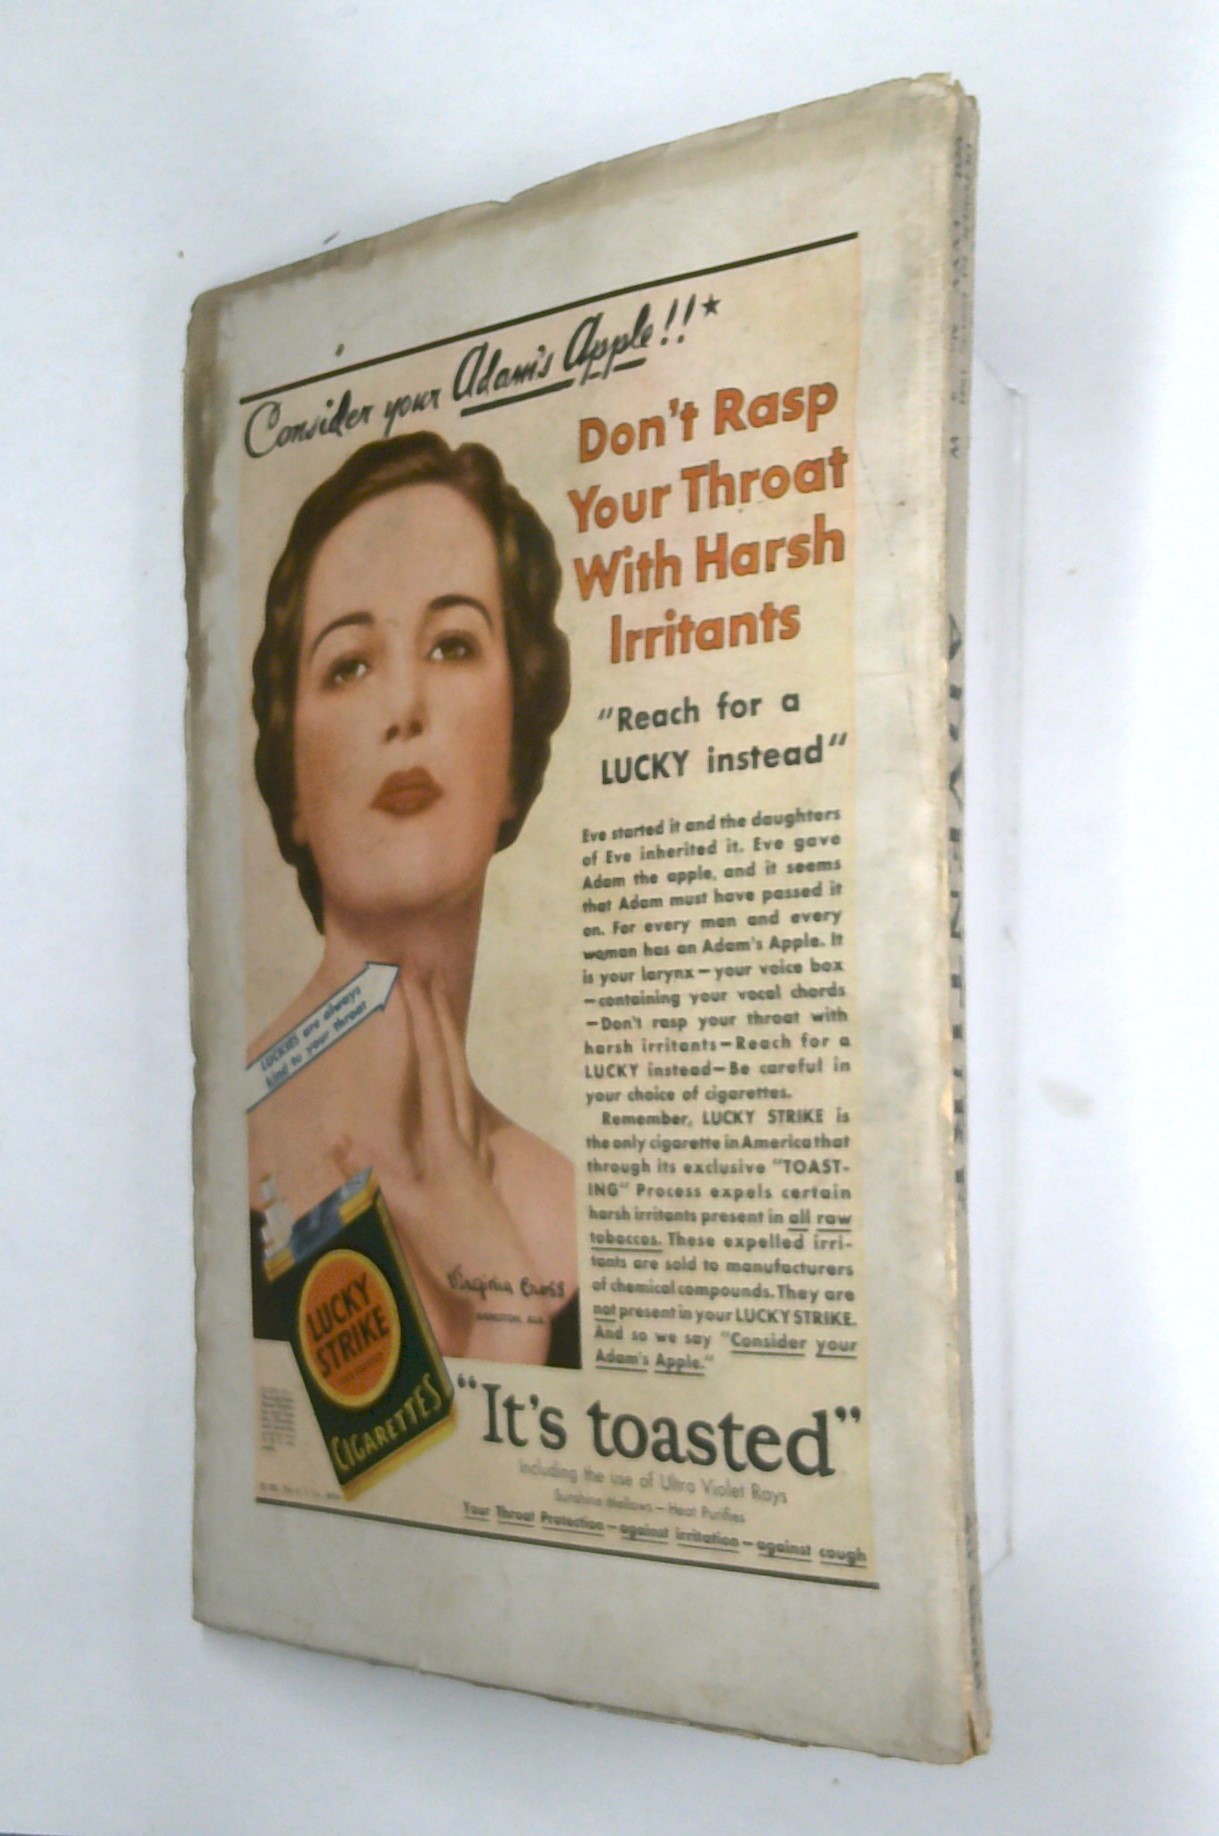 Consider your Adam's Apple!!*
Don't Rasp
Your Throat
With Harsh
Irritants
"Reach for a
LUCKY instead"
Eve started it and the daughters
of Eve inherited it. Eve gave
Adam the apple, and it seems
that Adam must have passed it
on. For every man and every
woman has an Adam's Apple. It
is your larynx—your voice box
—containing your vocal chords
—Don't rasp your throat with
harsh irritants—Reach for a
LUCKY instead—Be careful in
your choice of cigarettes.
Remember, LUCKY STRIKE is
the only cigarette in America that
through its exclusive "TOAST-
ING" Process expels certain
harsh irritants present in all raw
tobaccos. These expelled irri-
tants are sold to manufacturers
of chemical compounds. They are
not present in your LUCKY STRIKE.
And so we say "Consider your
Adam's Apple."
LUCKIES are always
kind to your throat
Virginia Cross
LUCKY
STRIKE
CIGARETTES
"It's toasted"
Including the use of Ultra Violet Rays
Sunshine Mellows—Heat Purifies
Your Throat Protection—against irritation—against cough
ADVENTURE